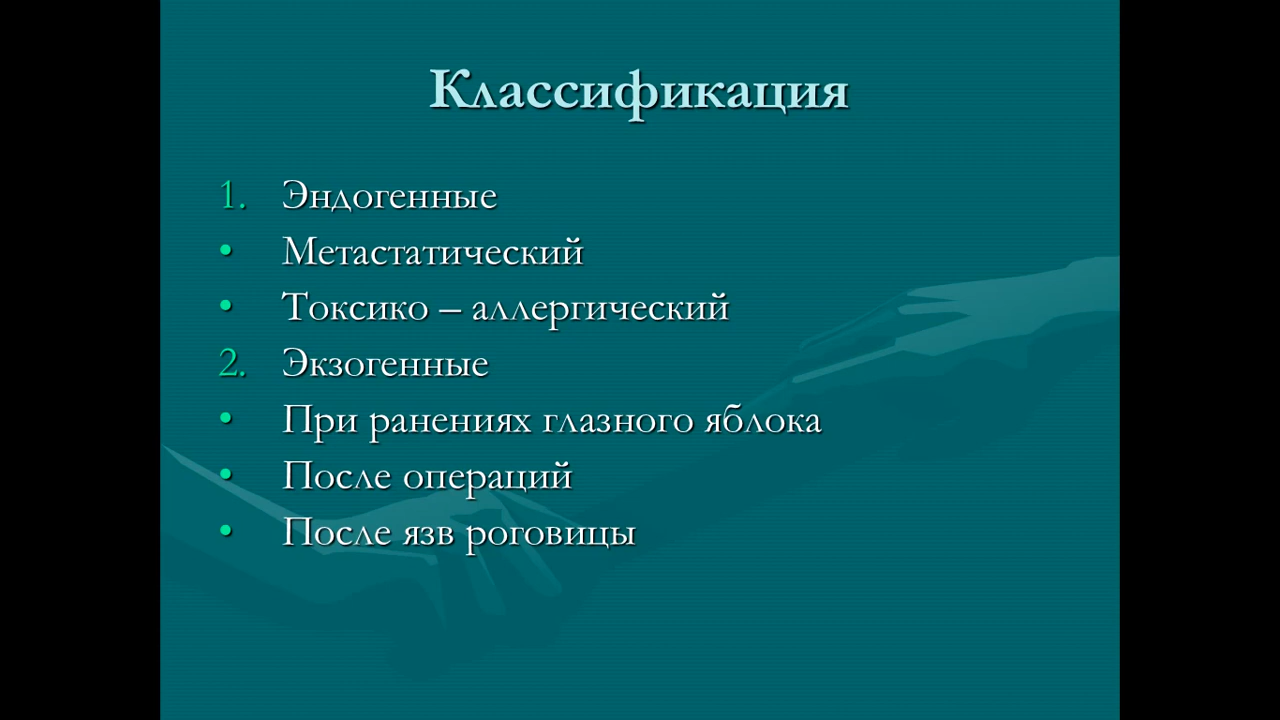 Классификация
1. Эндогенные
• Метастатический
• Токсико – аллергический
2. Экзогенные
• При ранениях глазного яблока
• После операций
• После язв роговицы